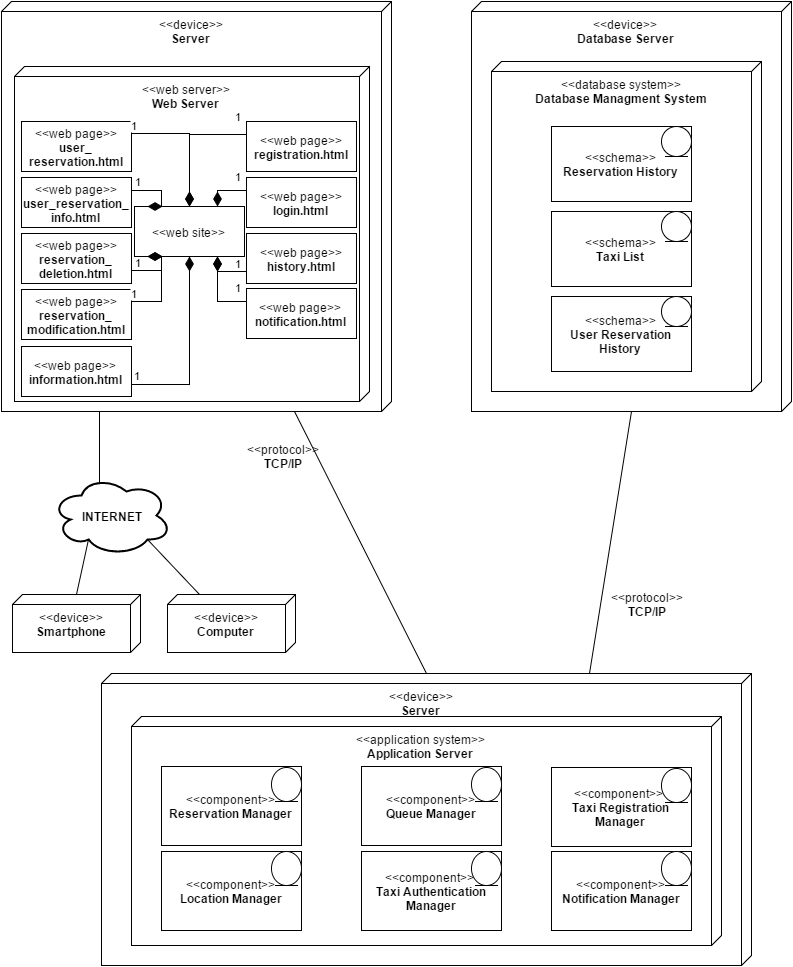 <<device>>
Server
<<web server>>
Web Server
<<web page>>
user_
reservation.html
1
<<web page>>
user_reservation_
info.html
1
<<web page>>
reservation_
deletion.html
1
<<web page>>
reservation_
modification.html
1
<<web page>>
information.html
1
<<web site>>
1
<<web page>>
registration.html
1
<<web page>>
login.html
1
<<web page>>
history.html
1
<<web page>>
notification.html
<<device>>
Database Server
<<database system>>
Database Managment System
<<schema>>
Reservation History
<<schema>>
Taxi List
<<schema>>
User Reservation
History
<<protocol>>
TCP/IP
INTERNET
<<device>>
Smartphone
<<device>>
Computer
<<protocol>>
TCP/IP
<<device>>
Server
<<application system>>
Application Server
<<component>>
Reservation Manager
<<component>>
Queue Manager
<<component>>
Taxi Registration
Manager
<<component>>
Location Manager
<<component>>
Taxi Authentication
Manager
<<component>>
Notification Manager